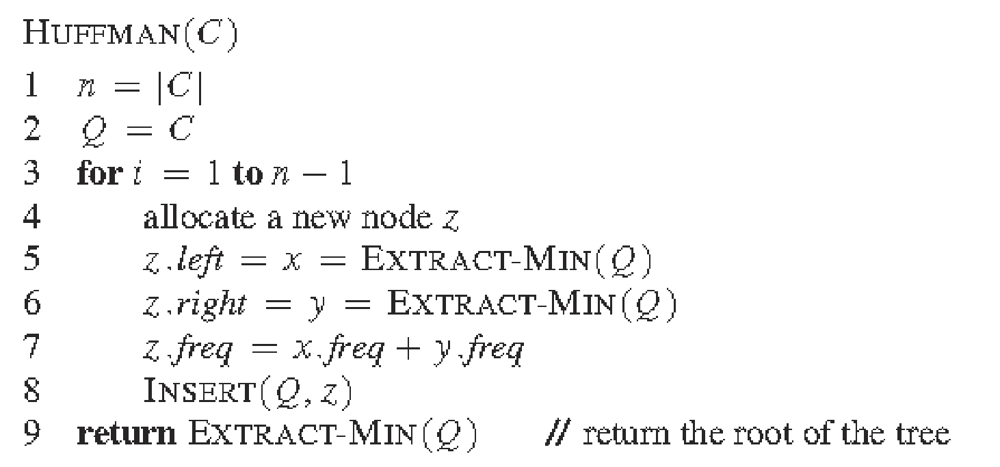 HUFFMAN(C)
1 n = |C|
2 Q = C
3 for i = 1 to n − 1
4 allocate a new node z
5 z.left = x = EXTRACT-MIN(Q)
6 z.right = y = EXTRACT-MIN(Q)
7 z.freq = x.freq + y.freq
8 INSERT(Q, z)
9 return EXTRACT-MIN(Q) // return the root of the tree